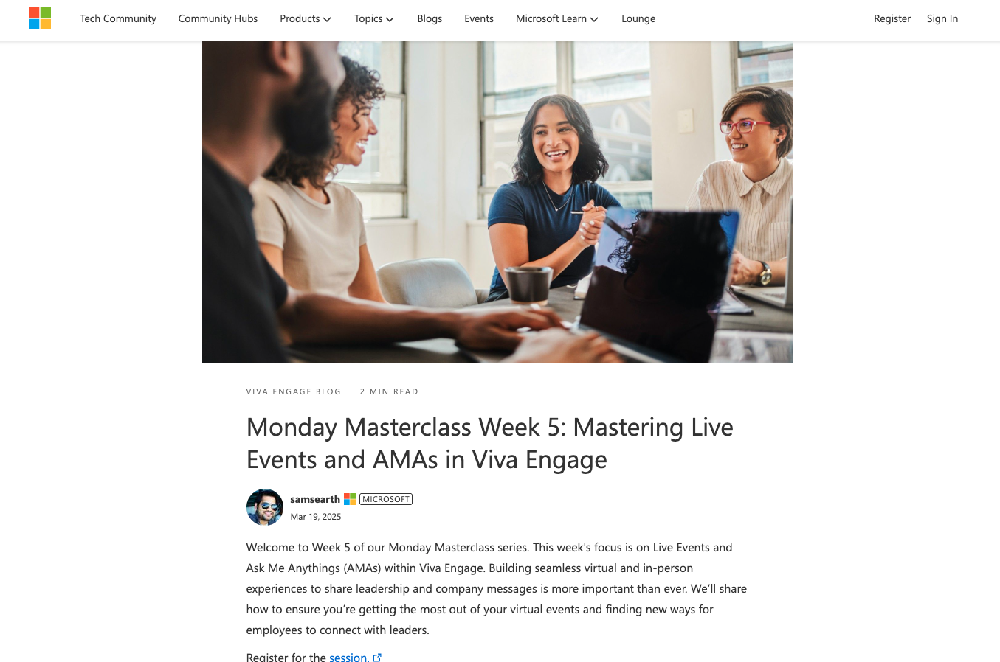 Tech Community
Community Hubs
Products
Topics
Blogs
Events
Microsoft Learn
Lounge
Register
Sign In
VIVA ENGAGE BLOG
2 MIN READ
Monday Masterclass Week 5: Mastering Live
Events and AMAs in Viva Engage
samsearth
MICROSOFT
Mar 19, 2025
Welcome to Week 5 of our Monday Masterclass series. This week's focus is on Live Events and
Ask Me Anythings (AMAs) within Viva Engage. Building seamless virtual and in-person
experiences to share leadership and company messages is more important than ever. We’ll share
how to ensure you’re getting the most out of your virtual events and finding new ways for
employees to connect with leaders.
Register for the session.